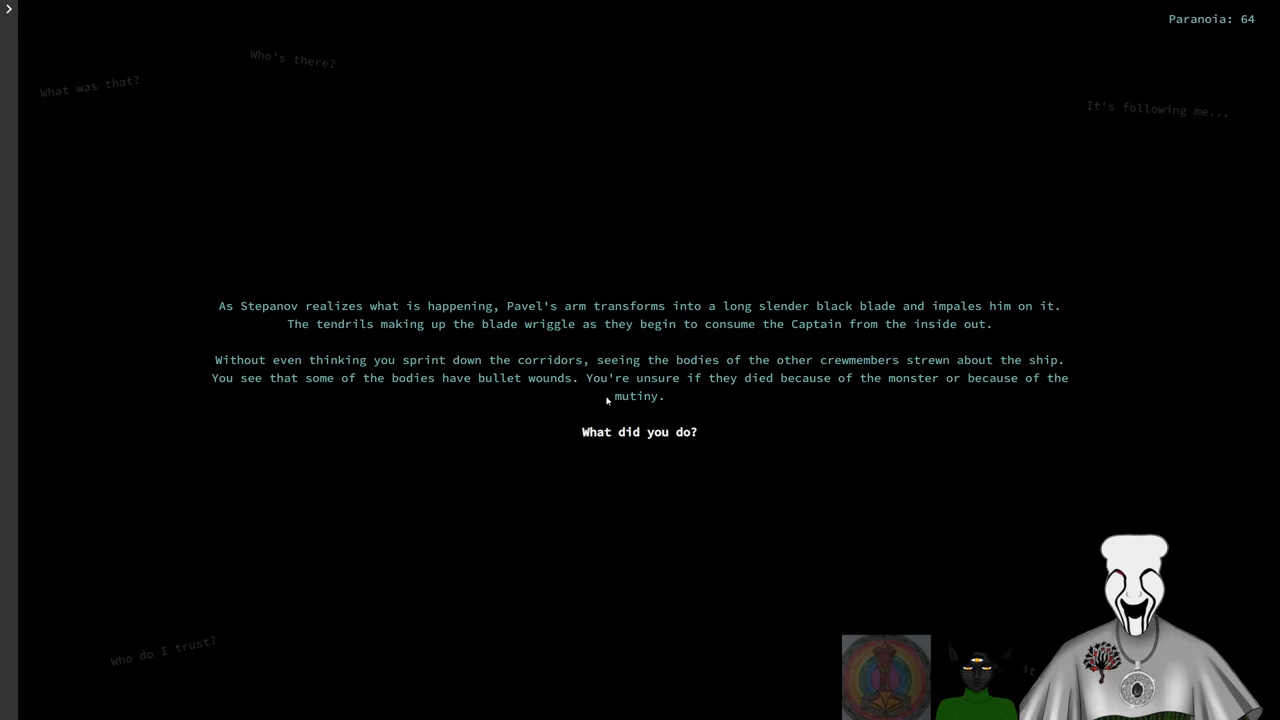 Paranoia: 64
Who's there?
What was that?
It's following me...
As Stepanov realizes what is happening, Pavel's arm transforms into a long slender black blade and impales him on it.
The tendrils making up the blade wriggle as they begin to consume the Captain from the inside out.
Without even thinking you sprint down the corridors, seeing the bodies of the other crewmembers strewn about the ship.
You see that some of the bodies have bullet wounds. You're unsure if they died because of the monster or because of the
mutiny.
What did you do?
Who do I trust?
it